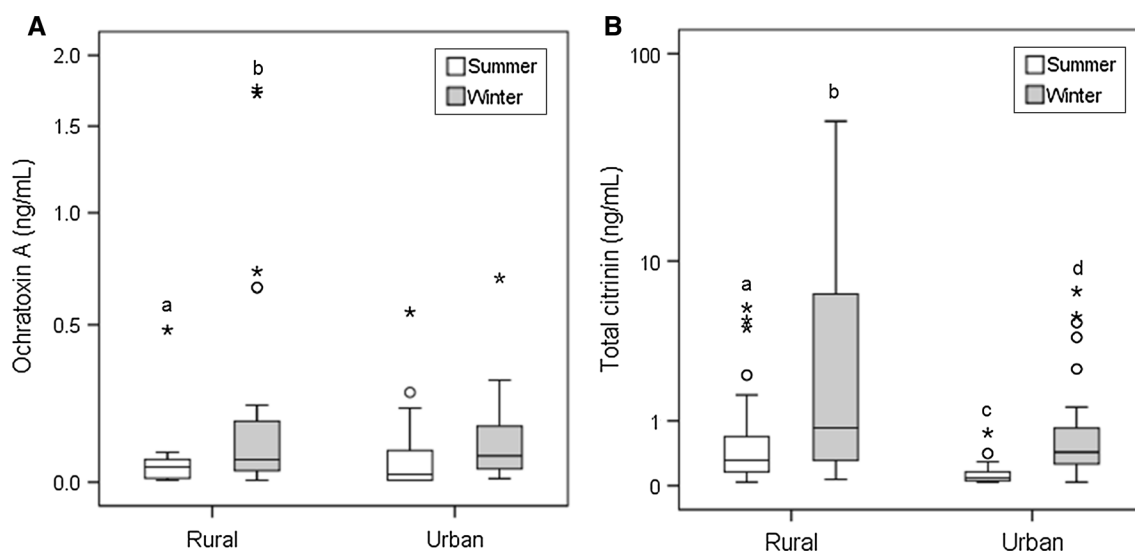 A
Ochratoxin A (ng/mL)
2.0
1.5
1.0
0.5
0.0
Summer
Winter
a
b
Rural
Urban
B
Total citrinin (ng/mL)
100
10
1
0
Summer
Winter
a
b
c
d
Rural
Urban